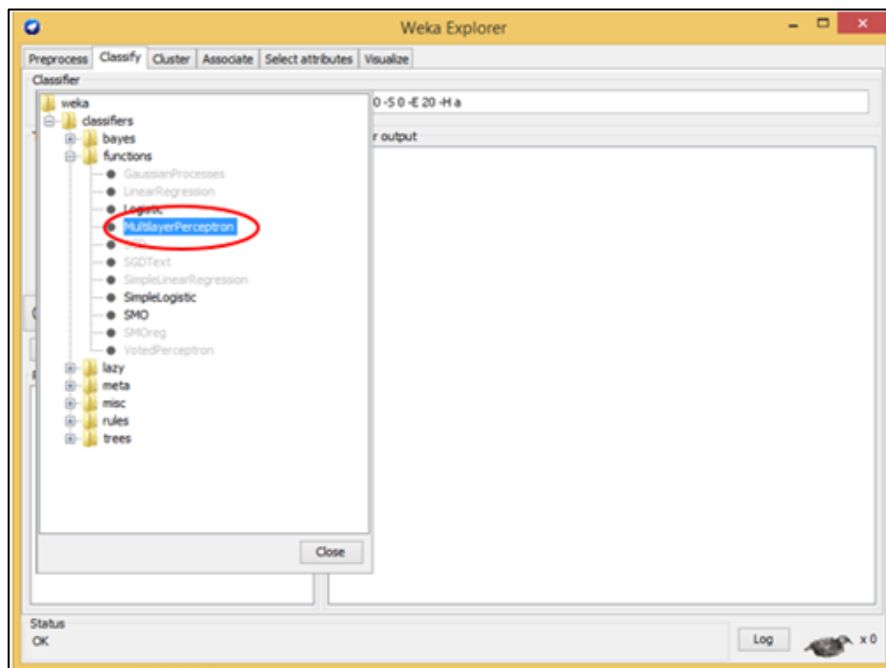 Weka Explorer
Preprocess Classify Cluster Associate Select attributes Visualize
Classifier
weka
0 -S 0 -E 20 -H a
classifiers
r output
bayes
functions
GaussianProcesses
LinearRegression
Logistic
MultilayerPerceptron
SGDText
SimpleLinearRegression
SimpleLogistic
SMO
SMOreg
VotedPerceptron
lazy
meta
misc
rules
trees
Close
Status
OK
Log
x 0